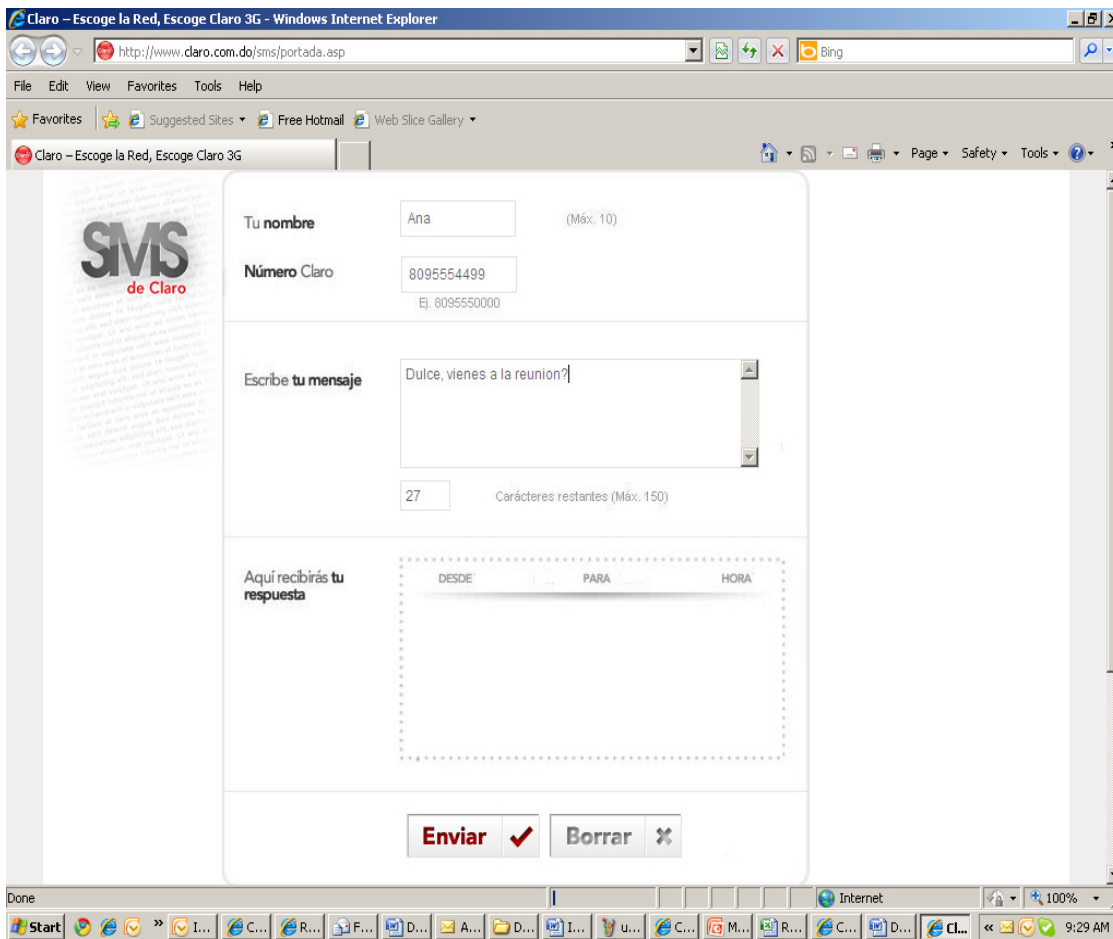 Claro – Escoge la Red, Escoge Claro 3G - Windows Internet Explorer
http://www.claro.com.do/sms/portada.asp
Bing
File Edit View Favorites Tools Help
Favorites Suggested Sites Free Hotmail Web Slice Gallery
Claro – Escoge la Red, Escoge Claro 3G
Page Safety Tools
SMS
de Claro
Tu nombre Ana (Máx. 10)
Número Claro 8095554499
Ej. 8095550000
Escribe tu mensaje Dulce, vienes a la reunion?
27 Carácteres restantes (Máx. 150)
Aquí recibirás tu
respuesta
DESDE PARA HORA
Enviar Borrar
Done Internet 100%
Start I... C... R... F... D... A... D... I... u... C... M... R... C... D... Cl... 9:29 AM